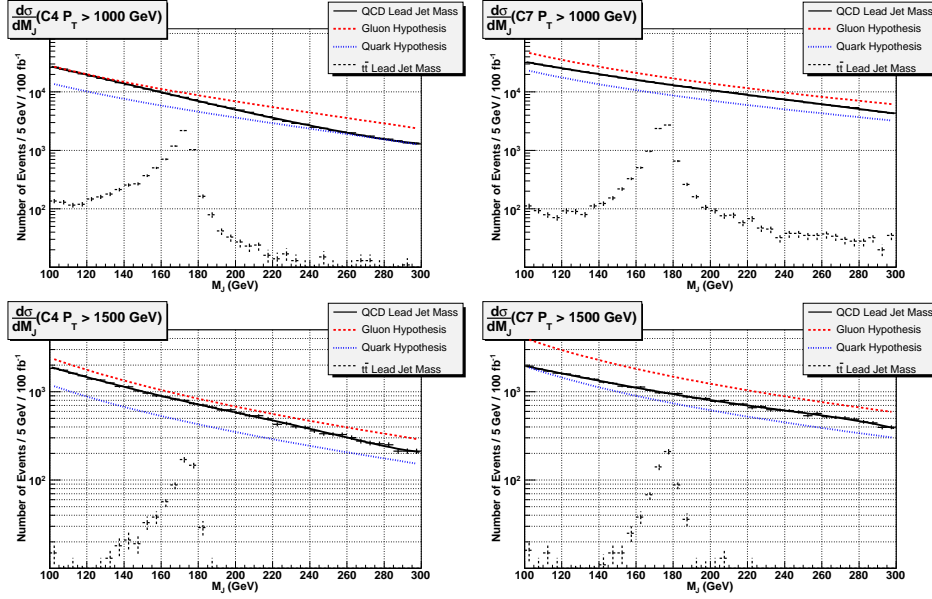 dσ/dM_J (C4 P_T > 1000 GeV)
QCD Lead Jet Mass
Gluon Hypothesis
Quark Hypothesis
tt̄ Lead Jet Mass
Number of Events / 5 GeV / 100 fb⁻¹
10⁴
10³
10²
100 120 140 160 180 200 220 240 260 280 300
M_J (GeV)
dσ/dM_J (C7 P_T > 1000 GeV)
QCD Lead Jet Mass
Gluon Hypothesis
Quark Hypothesis
tt̄ Lead Jet Mass
Number of Events / 5 GeV / 100 fb⁻¹
10⁴
10³
10²
100 120 140 160 180 200 220 240 260 280 300
M_J (GeV)
dσ/dM_J (C4 P_T > 1500 GeV)
QCD Lead Jet Mass
Gluon Hypothesis
Quark Hypothesis
tt̄ Lead Jet Mass
Number of Events / 5 GeV / 100 fb⁻¹
10³
10²
100 120 140 160 180 200 220 240 260 280 300
M_J (GeV)
dσ/dM_J (C7 P_T > 1500 GeV)
QCD Lead Jet Mass
Gluon Hypothesis
Quark Hypothesis
tt̄ Lead Jet Mass
Number of Events / 5 GeV / 100 fb⁻¹
10³
10²
100 120 140 160 180 200 220 240 260 280 300
M_J (GeV)